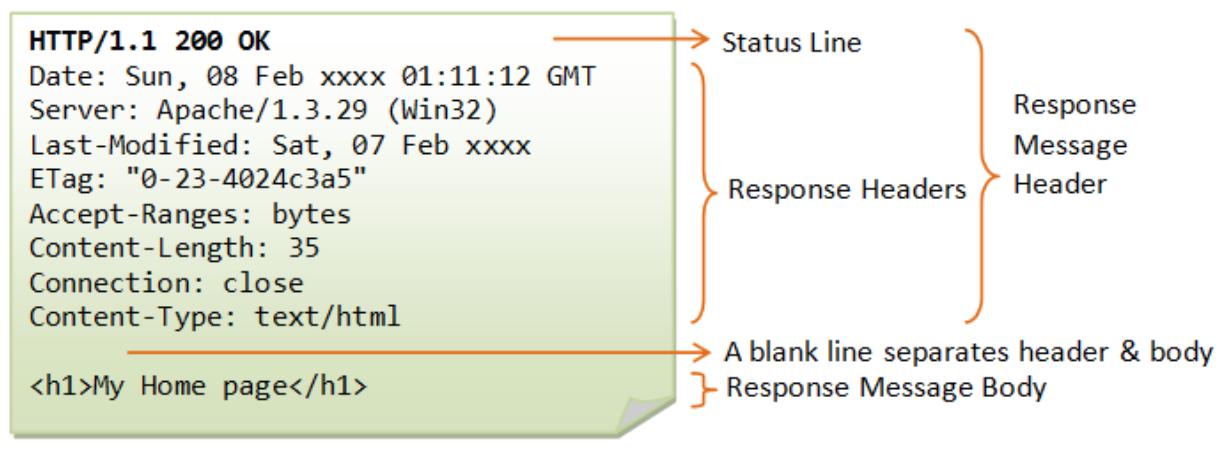 HTTP/1.1 200 OK
Date: Sun, 08 Feb xxxx 01:11:12 GMT
Server: Apache/1.3.29 (Win32)
Last-Modified: Sat, 07 Feb xxxx
ETag: "0-23-4024c3a5"
Accept-Ranges: bytes
Content-Length: 35
Connection: close
Content-Type: text/html
<h1>My Home page</h1>
Status Line
Response Headers
Response
Message
Header
A blank line separates header & body
Response Message Body